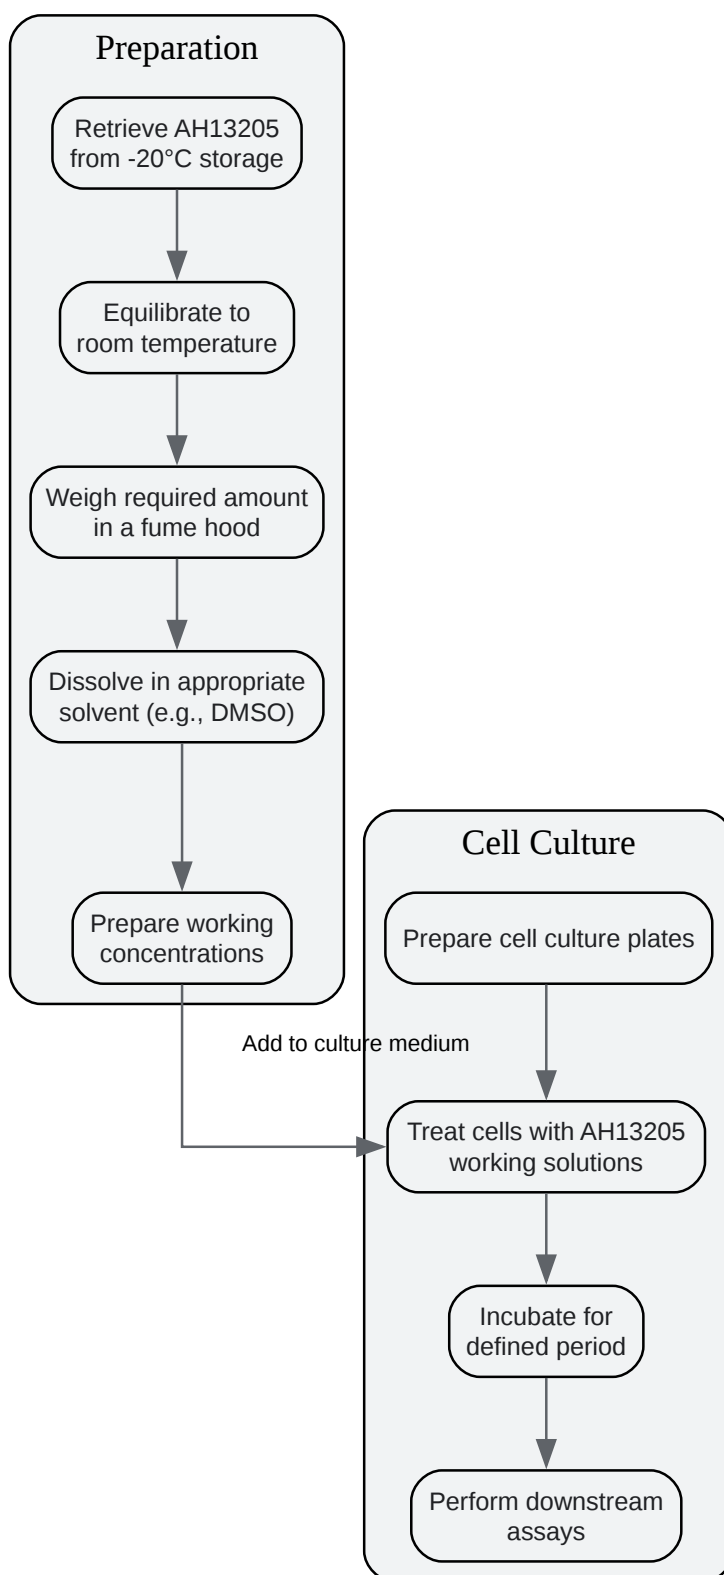 Preparation
Retrieve AH13205
from -20°C storage
Equilibrate to
room temperature
Weigh required amount
in a fume hood
Dissolve in appropriate
solvent (e.g., DMSO)
Prepare working
concentrations
Add to culture medium
Cell Culture
Prepare cell culture plates
Treat cells with AH13205
working solutions
Incubate for
defined period
Perform downstream
assays